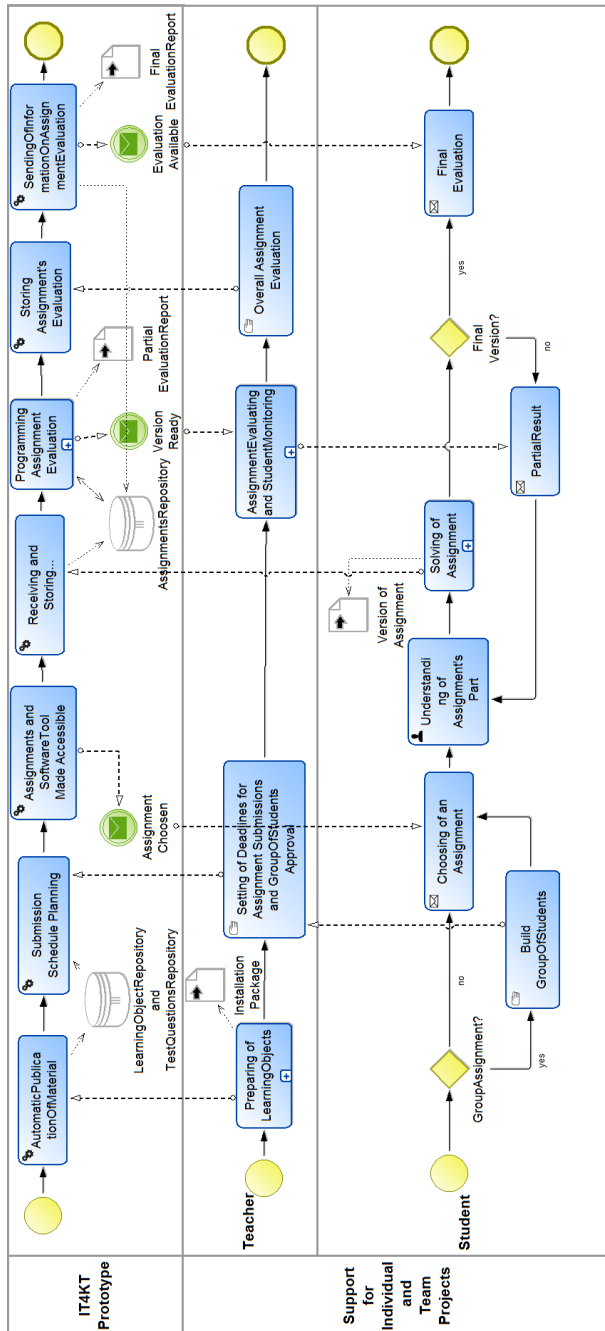 IT4KT
Prototype
AutomaticPublica
tionOfMaterial
Submission
Schedule Planning
Assignments and
SoftwareTool
Made Accessible
Receiving and
Storing...
Programming
Assignment
Evaluation
Storing
Assignment's
Evaluation
SendingOfInfor
mationOnAssign
mentEvaluation
LearningObjectRepository
and
TestQuestionsRepository
Assignment
Choosen
AssignmentsRepository
Version
Ready
Partial
EvaluationReport
Evaluation
Available
Final
EvaluationReport
Support
for
Individual
and
Team
Projects
Teacher
Preparing of
LearningObjects
Installation
Package
Setting of Deadjines for
Assignment Submissions
and GroupOfStudents
Approval
AssignmentEvaluating
and StudentMonitoring
Overall Assignment
Evaluation
Student
GroupAssignment?
no
yes
Build
GroupOfStudents
Choosing of an
Assignment
Understandi
ng of
Assignment's
Part
Version of
Assignment
Solving of
Assignment
Final
Version?
yes
no
PartialResult
Final
Evaluation